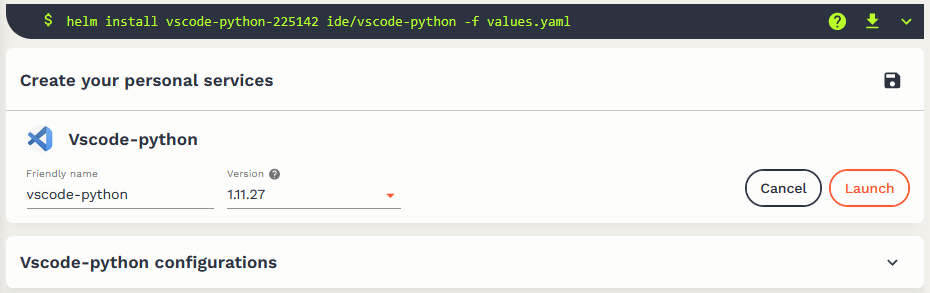 $ helm install vscode-python-225142 ide/vscode-python -f values.yaml
Create your personal services
Vscode-python
Friendly name
Version
vscode-python
1.11.27
Cancel
Launch
Vscode-python configurations